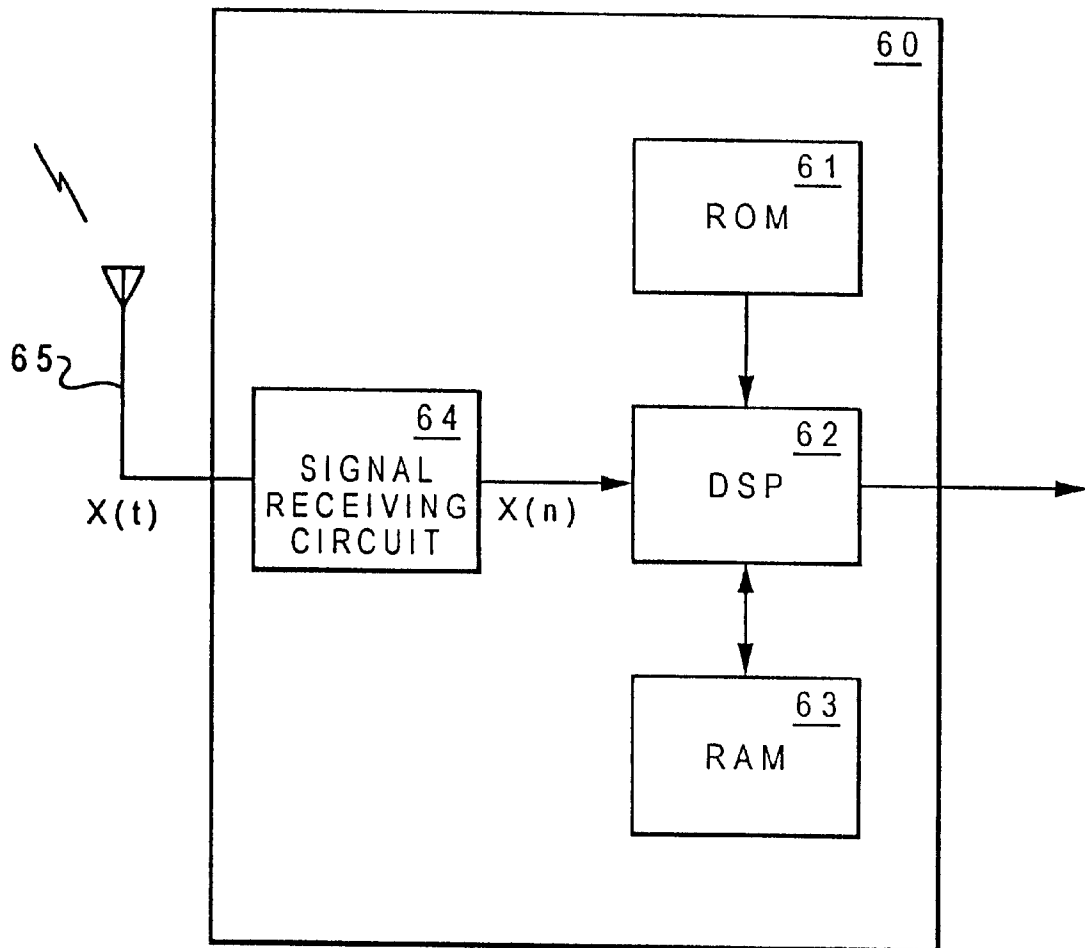 60
61
ROM
65
64
SIGNAL
RECEIVING
CIRCUIT
X(t)
X(n)
62
DSP
63
RAM